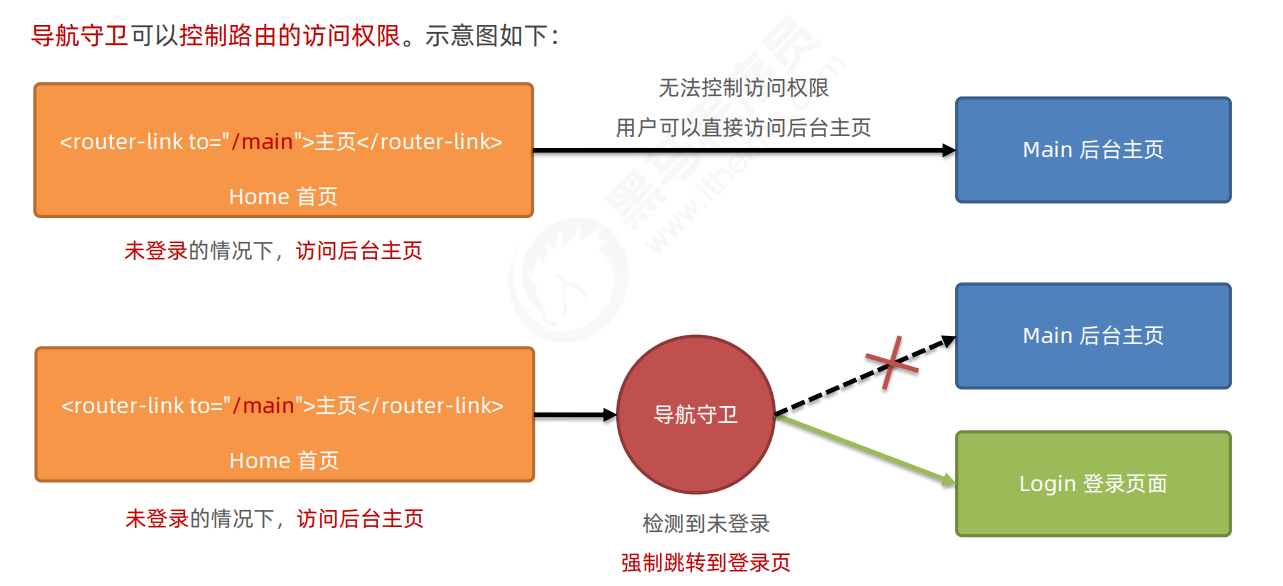 导航守卫可以控制路由的访问权限。示意图如下：
<router-link to="/main">主页</router-link>
Home 首页
未登录的情况下，访问后台主页
无法控制访问权限
用户可以直接访问后台主页
Main 后台主页
<router-link to="/main">主页</router-link>
Home 首页
未登录的情况下，访问后台主页
导航守卫
检测到未登录
强制跳转到登录页
Main 后台主页
Login 登录页面
黑马程序员